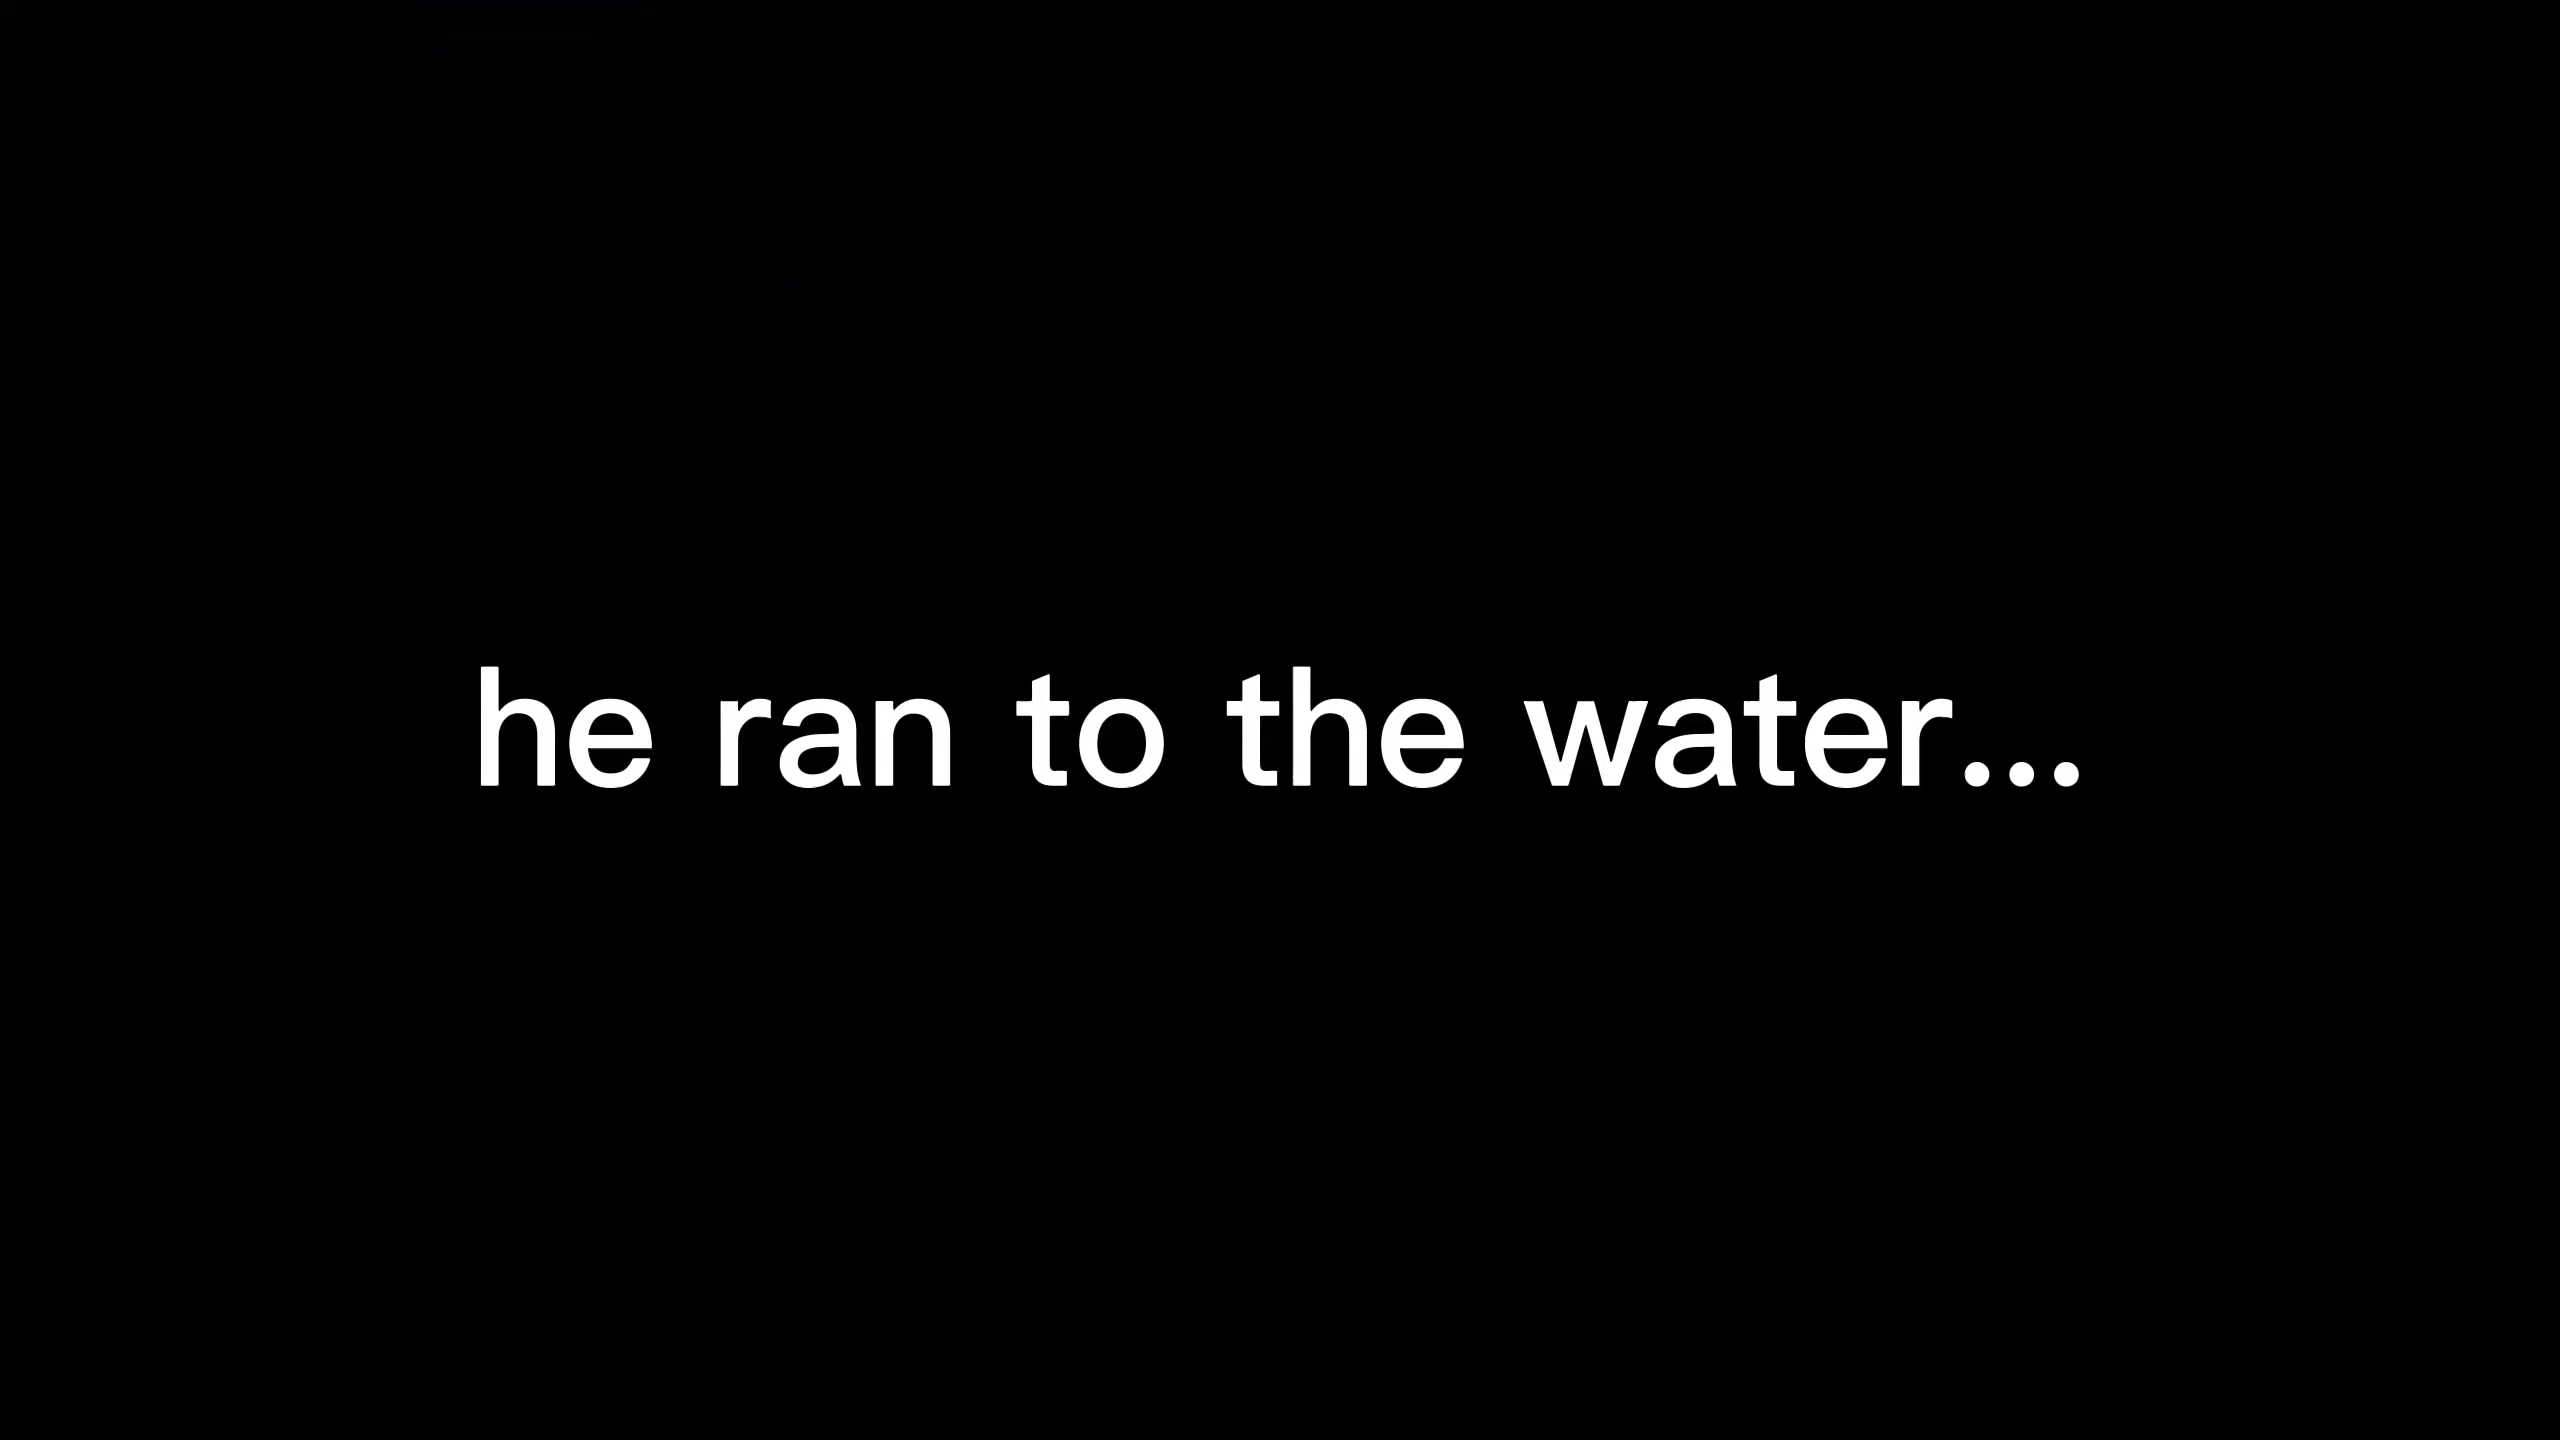 he ran to the water...